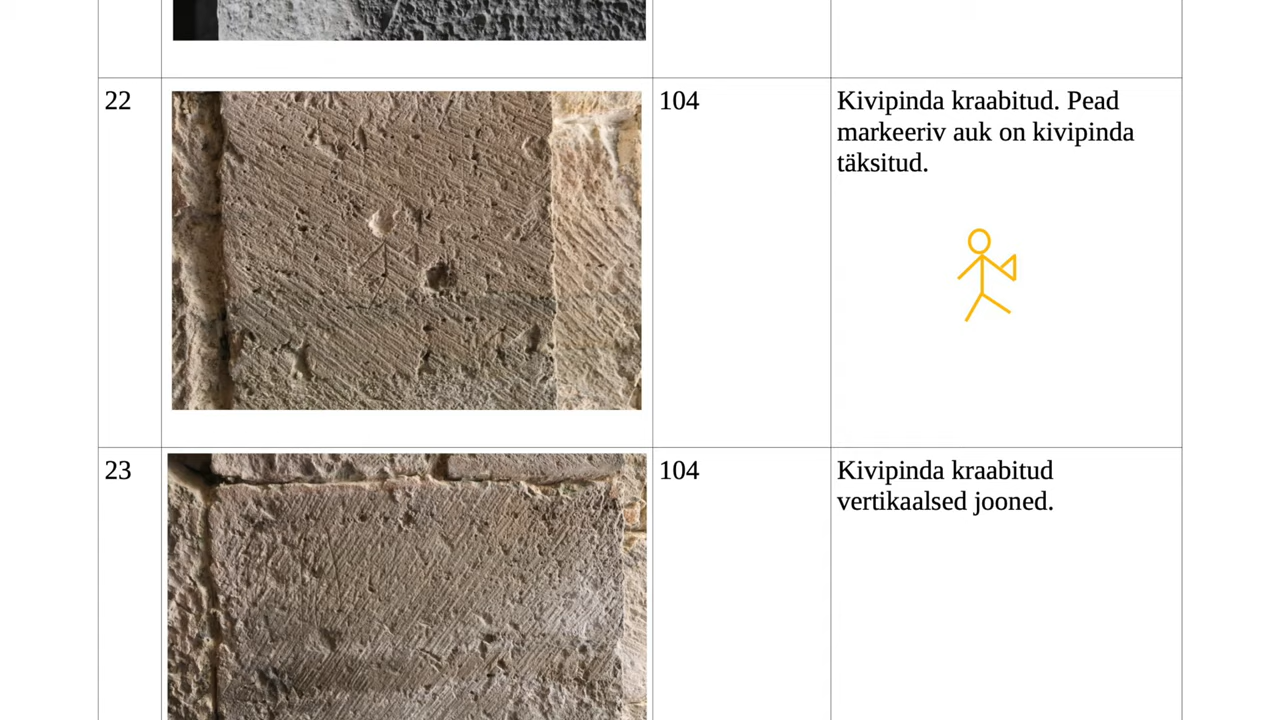 22
104
Kivipinda kraabitud. Pead
markeeriv auk on kivipinda
täksitud.
23
104
Kivipinda kraabitud
vertikaalsed jooned.